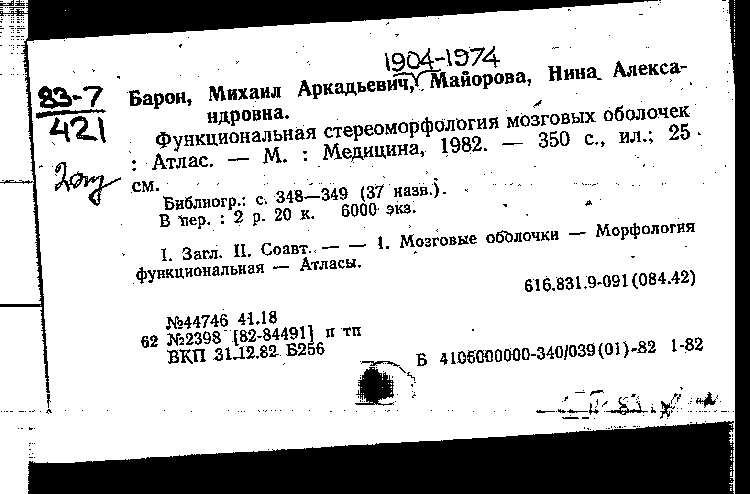 1904-1974
83-7
421
Барон, Михаил Аркадьевич, Майорова, Нина Алекса-
ндровна.
Функциональная стереоморфология мозговых оболочек
: Атлас. — М. : Медицина, 1982. — 350 с., ил.; 25
см.
Библиогр.: с. 348—349 (37 назв.).
В пер. : 2 р. 20 к. 6000 экз.
I. Загл. II. Соавт. — — 1. Мозговые оболочки — Морфология
функциональная — Атласы.
616.831.9-091(084.42)
№44746 41.18
62 №2398 [82-84491] п тп
ВКП 31.12.82 Б256
Б 4106000000-340/039(01)-82 1-82